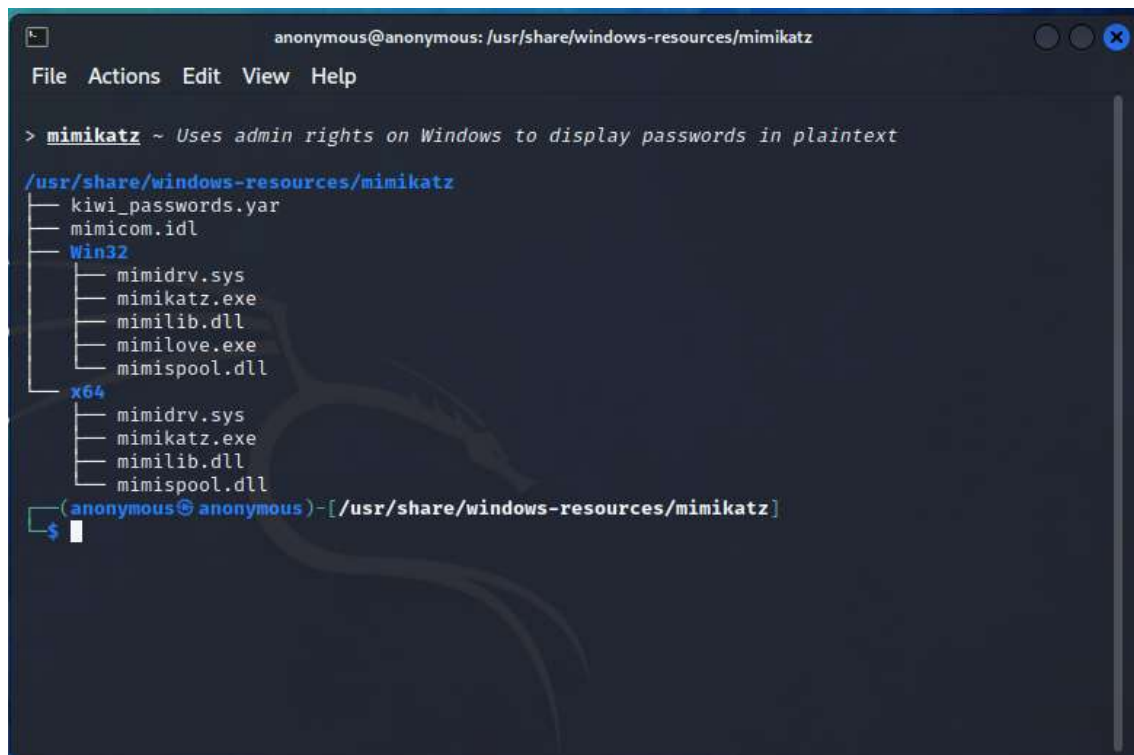 anonymous@anonymous: /usr/share/windows-resources/mimikatz
File Actions Edit View Help
> mimikatz ~ Uses admin rights on Windows to display passwords in plaintext
/usr/share/windows-resources/mimikatz
├── kiwi_passwords.yar
├── mimicom.idl
├── Win32
│   ├── mimidrv.sys
│   ├── mimikatz.exe
│   ├── mimilib.dll
│   ├── mimilove.exe
│   └── mimispool.dll
└── x64
    ├── mimidrv.sys
    ├── mimikatz.exe
    ├── mimilib.dll
    └── mimispool.dll
┌──(anonymous㉿anonymous)-[/usr/share/windows-resources/mimikatz]
└─$